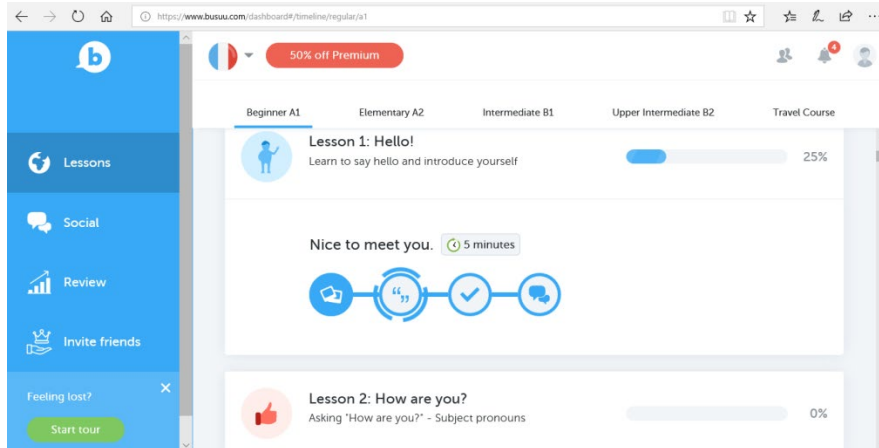 https://www.busuu.com/dashboard#/timeline/regular/a1
b
50% off Premium
4
Beginner A1
Elementary A2
Intermediate B1
Upper Intermediate B2
Travel Course
Lessons
Social
Review
Invite friends
Feeling lost?
Start tour
Lesson 1: Hello!
Learn to say hello and introduce yourself
25%
Nice to meet you.
5 minutes
Lesson 2: How are you?
Asking "How are you?" - Subject pronouns
0%